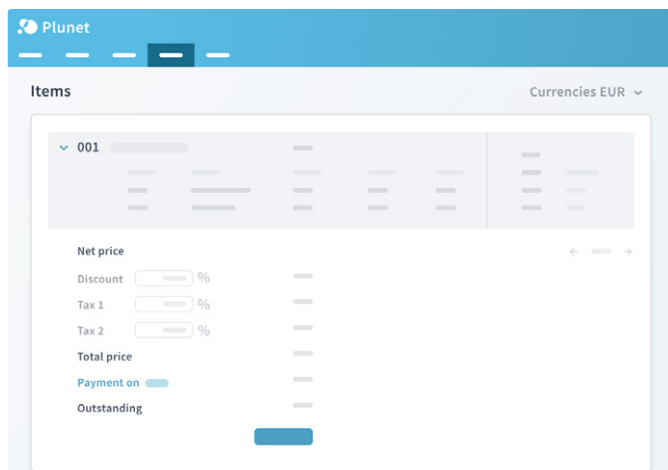 Plunet
Items Currencies EUR
001
Net price
Discount %
Tax 1 %
Tax 2 %
Total price
Payment on
Outstanding